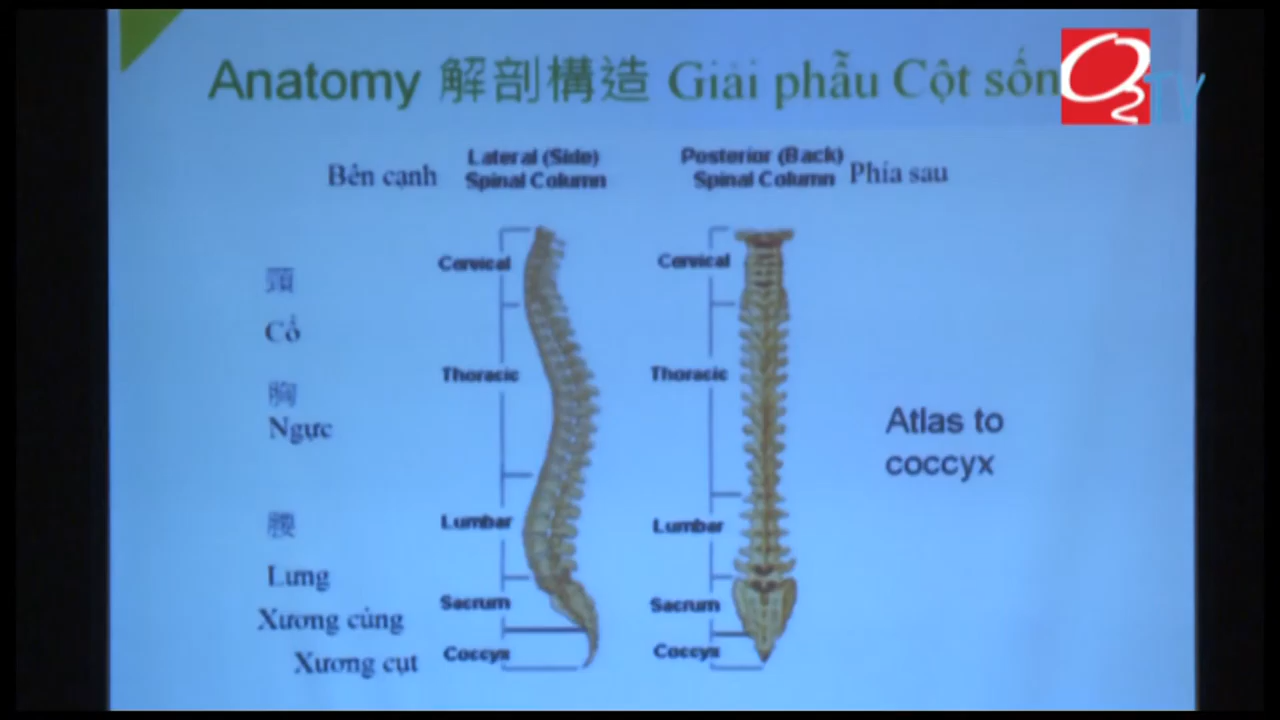 Anatomy 解剖構造 Giải phẫu Cột sốn
O2TV
Bên cạnh
Lateral (Side)
Spinal Column
Posterior (Back)
Spinal Column
Phía sau
Cervical
Cervical
頸
Cổ
Thoracic
Thoracic
胸
Ngực
Atlas to
coccyx
Lumbar
Lumbar
腰
Lưng
Sacrum
Sacrum
Xương cùng
Coccyx
Coccyx
Xương cụt